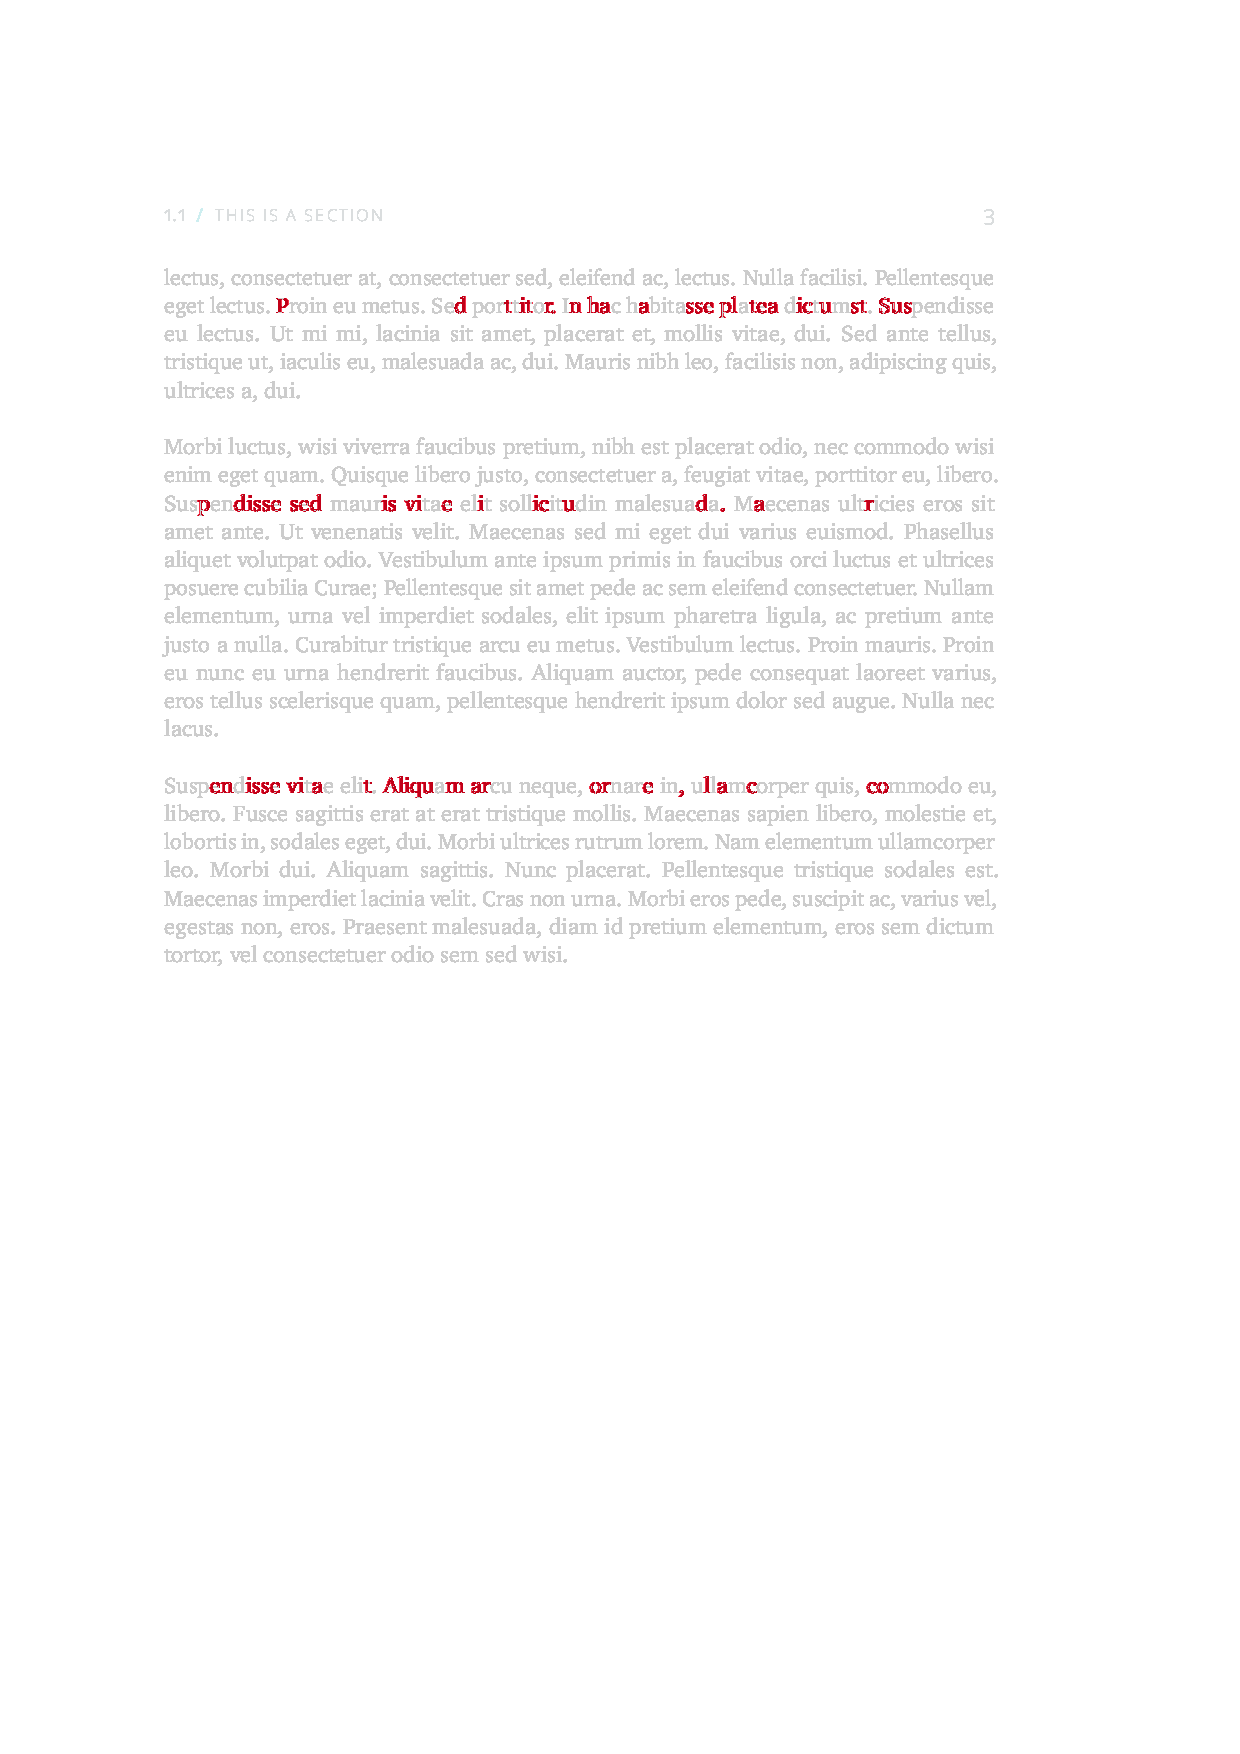 1.1 / THIS IS A SECTION 3
lectus, consectetuer at, consectetuer sed, eleifend ac, lectus. Nulla facilisi. Pellentesque
eget lectus. Proin eu metus. Sed porttitor. In hac habitasse platea dictumst. Suspendisse
eu lectus. Ut mi mi, lacinia sit amet, placerat et, mollis vitae, dui. Sed ante tellus,
tristique ut, iaculis eu, malesuada ac, dui. Mauris nibh leo, facilisis non, adipiscing quis,
ultrices a, dui.
Morbi luctus, wisi viverra faucibus pretium, nibh est placerat odio, nec commodo wisi
enim eget quam. Quisque libero justo, consectetuer a, feugiat vitae, porttitor eu, libero.
Suspendisse sed mauris vitae elit sollicitudin malesuada. Maecenas ultricies eros sit
amet ante. Ut venenatis velit. Maecenas sed mi eget dui varius euismod. Phasellus
aliquet volutpat odio. Vestibulum ante ipsum primis in faucibus orci luctus et ultrices
posuere cubilia Curae; Pellentesque sit amet pede ac sem eleifend consectetuer. Nullam
elementum, urna vel imperdiet sodales, elit ipsum pharetra ligula, ac pretium ante
justo a nulla. Curabitur tristique arcu eu metus. Vestibulum lectus. Proin mauris. Proin
eu nunc eu urna hendrerit faucibus. Aliquam auctor, pede consequat laoreet varius,
eros tellus scelerisque quam, pellentesque hendrerit ipsum dolor sed augue. Nulla nec
lacus.
Suspendisse vitae elit. Aliquam arcu neque, ornare in, ullamcorper quis, commodo eu,
libero. Fusce sagittis erat at erat tristique mollis. Maecenas sapien libero, molestie et,
lobortis in, sodales eget, dui. Morbi ultrices rutrum lorem. Nam elementum ullamcorper
leo. Morbi dui. Aliquam sagittis. Nunc placerat. Pellentesque tristique sodales est.
Maecenas imperdiet lacinia velit. Cras non urna. Morbi eros pede, suscipit ac, varius vel,
egestas non, eros. Praesent malesuada, diam id pretium elementum, eros sem dictum
tortor, vel consectetuer odio sem sed wisi.